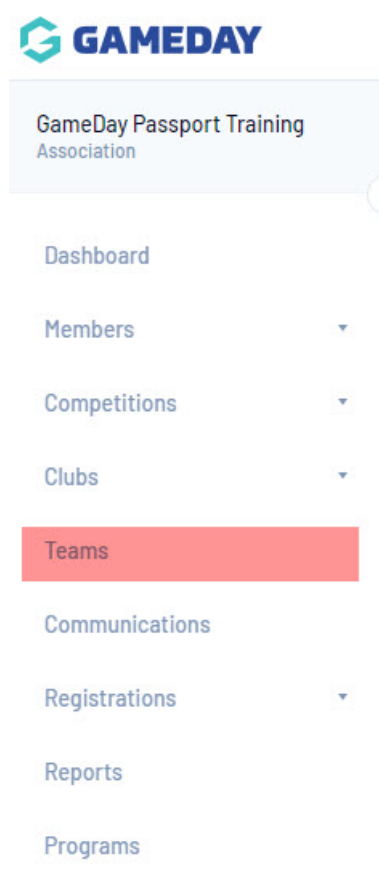 GAMEDAY
GameDay Passport Training
Association
Dashboard
Members
Competitions
Clubs
Teams
Communications
Registrations
Reports
Programs